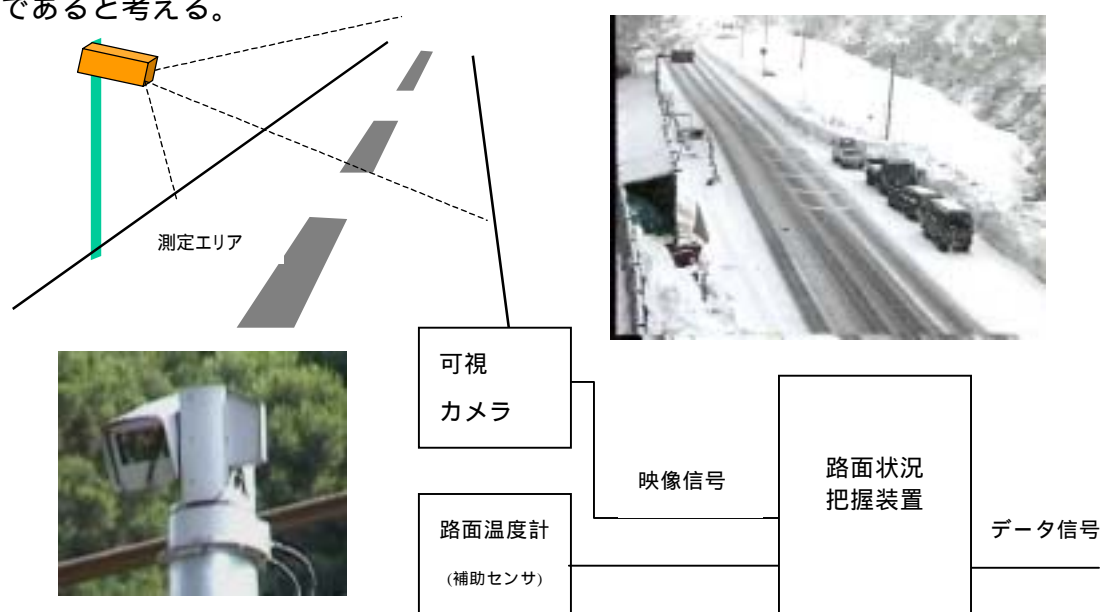 であると考える。
測定エリア
可視
カメラ
映像信号
路面状況
把握装置
データ信号
路面温度計
(補助センサ)